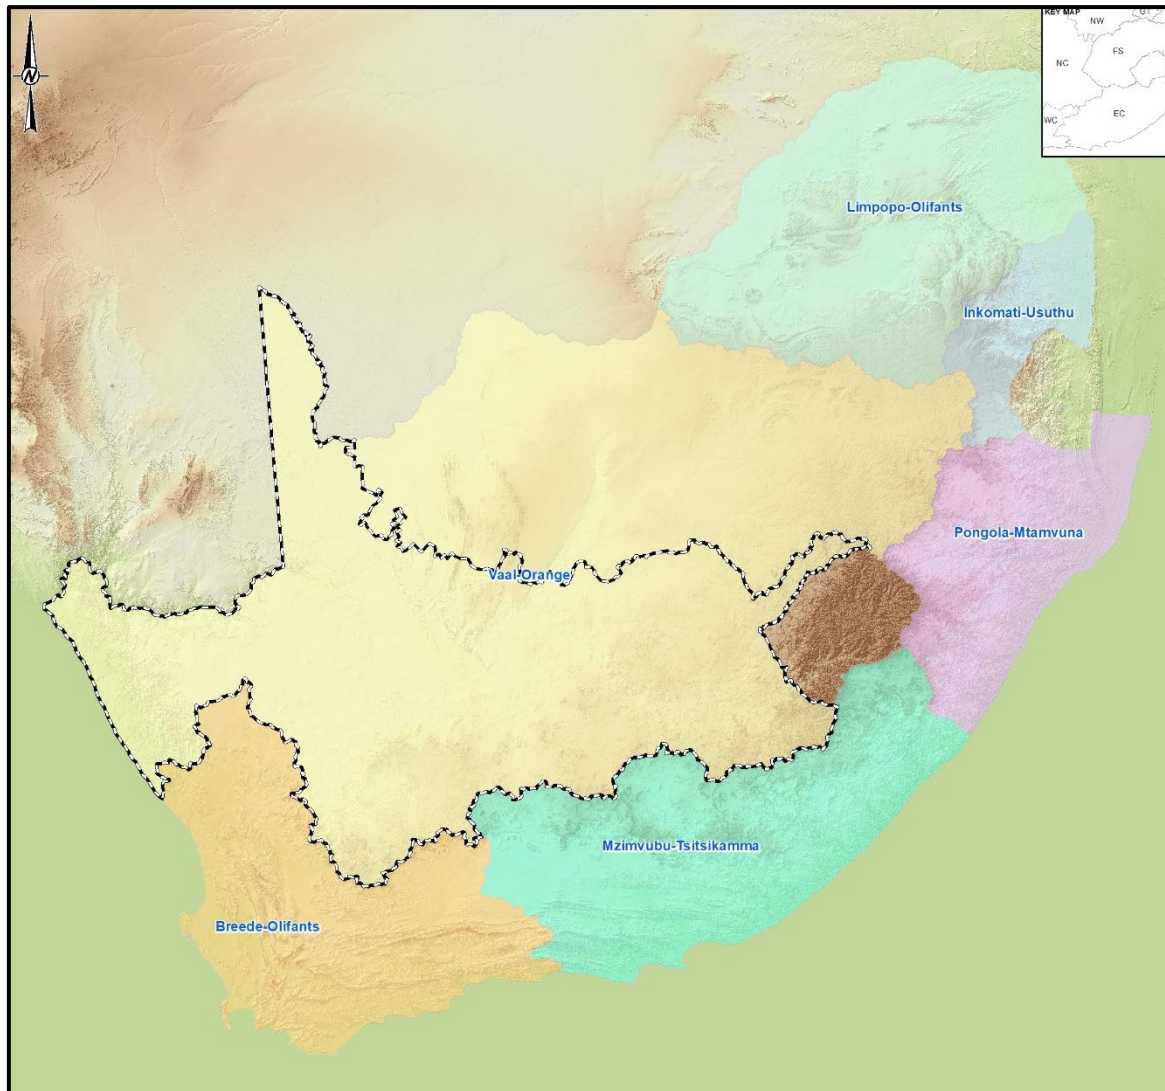 N
KEY MAP
NW
GT
NC
FS
WC
EC
Limpopo-Olifants
Inkomati-Usuthu
Pongola-Mtamvuna
Vaal-Orange
Mzimvubu-Tsitsikamma
Breede-Olifants